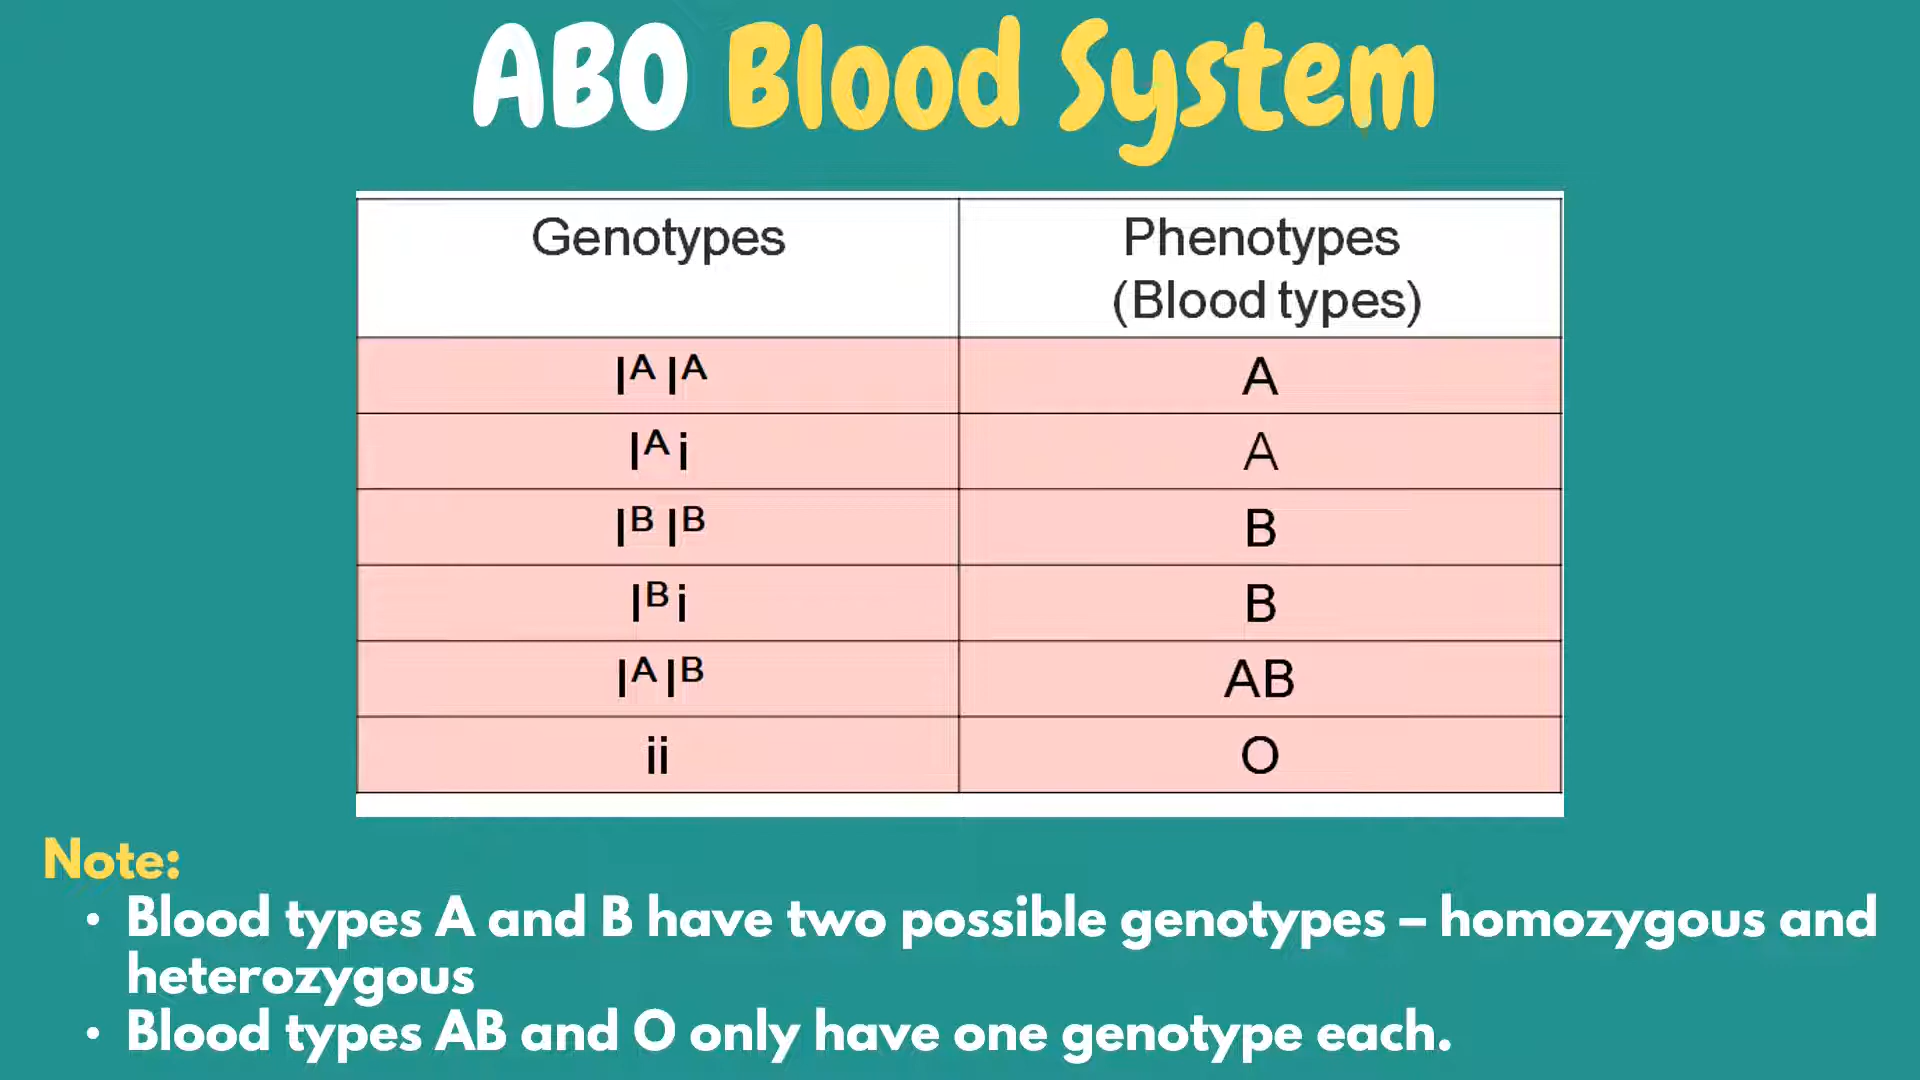 ABO Blood System
Genotypes
Phenotypes
(Blood types)
Iᴬ Iᴬ
A
Iᴬ i
A
Iᴮ Iᴮ
B
Iᴮ i
B
Iᴬ Iᴮ
AB
ii
O
Note:
• Blood types A and B have two possible genotypes – homozygous and
heterozygous
• Blood types AB and O only have one genotype each.